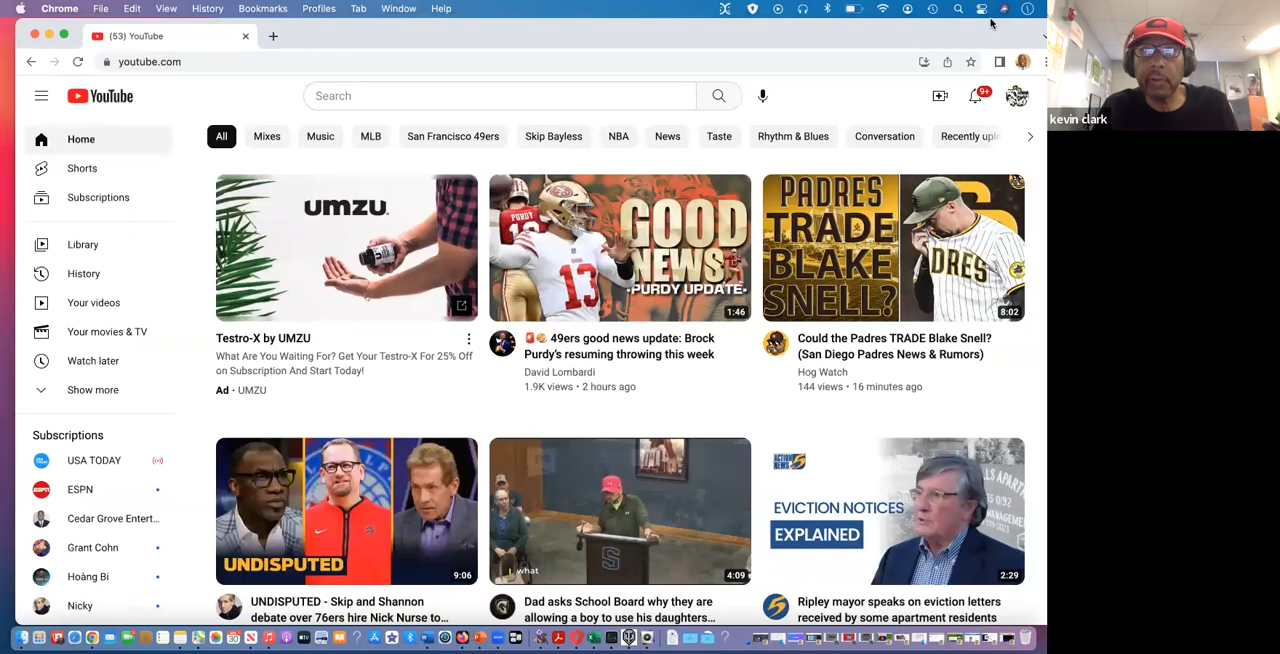 Chrome File Edit View History Bookmarks Profiles Tab Window Help
(53) YouTube
youtube.com
YouTube
Search
9+
kevin clark
Home
Shorts
Subscriptions
Library
History
Your videos
Your movies & TV
Watch later
Show more
Subscriptions
USA TODAY
ESPN
Cedar Grove Entert...
Grant Cohn
Hoàng Bi
Nicky
All Mixes Music MLB San Francisco 49ers Skip Bayless NBA News Taste Rhythm & Blues Conversation Recently uplo
umzu
Testro-X by UMZU
What Are You Waiting For? Get Your Testro-X For 25% Off
on Subscription And Start Today!
Ad · UMZU
PURDY
13
GOOD
NEWS
PURDY UPDATE
1:46
49ers good news update: Brock
Purdy's resuming throwing this week
David Lombardi
1.9K views • 2 hours ago
PADRES
TRADE
BLAKE
SNELL?
DRES
8:02
Could the Padres TRADE Blake Snell?
(San Diego Padres News & Rumors)
Hog Watch
144 views • 16 minutes ago
UNDISPUTED
9:06
UNDISPUTED - Skip and Shannon
debate over 76ers hire Nick Nurse to...
S
what
4:09
Dad asks School Board why they are
allowing a boy to use his daughters...
ACTION
NEWS 5
EVICTION NOTICES
EXPLAINED
2:29
Ripley mayor speaks on eviction letters
received by some apartment residents